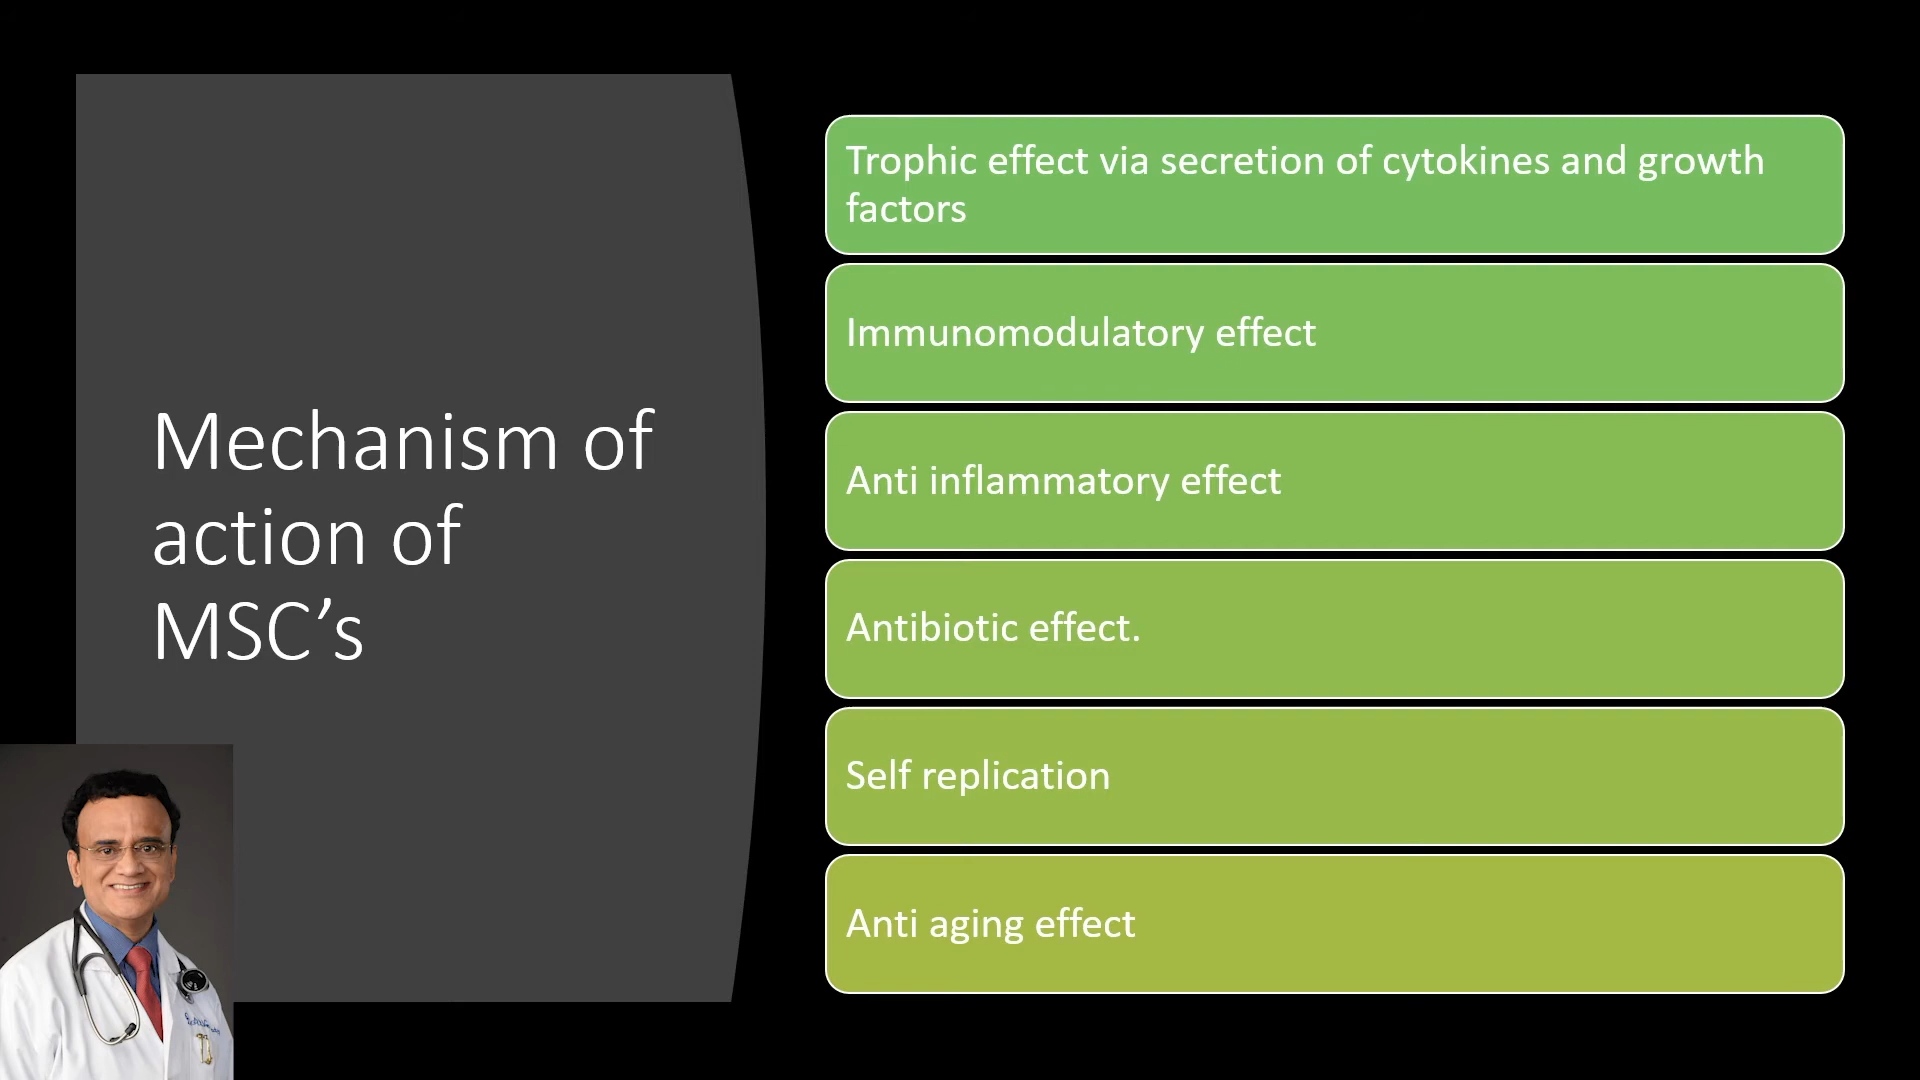 Mechanism of
action of
MSC’s
Trophic effect via secretion of cytokines and growth
factors
Immunomodulatory effect
Anti inflammatory effect
Antibiotic effect.
Self replication
Anti aging effect